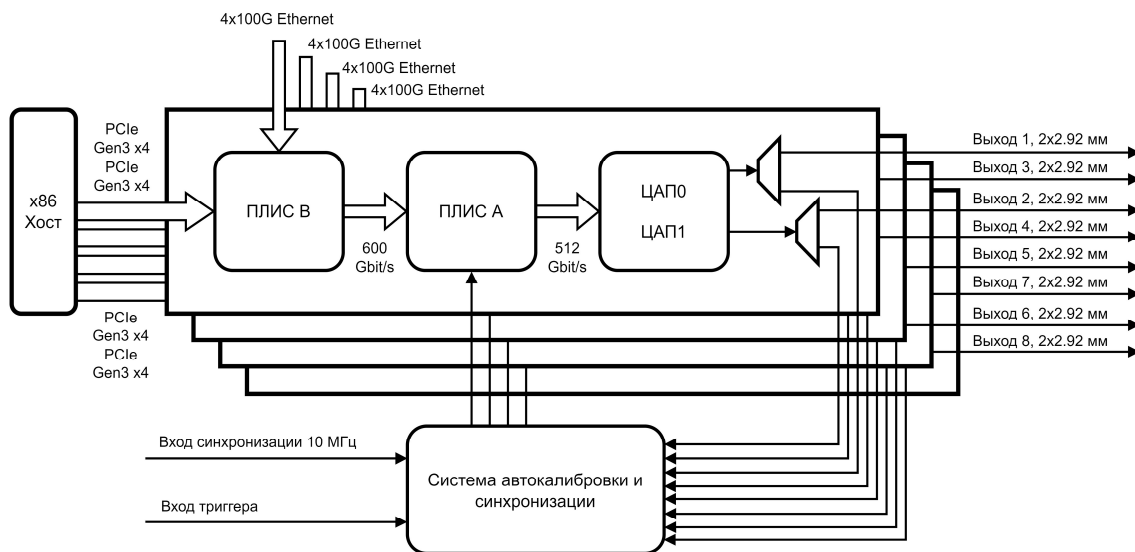 4x100G Ethernet
4x100G Ethernet
4x100G Ethernet
4x100G Ethernet
PCIe
Gen3 x4
PCIe
Gen3 x4
x86
Хост
ПЛИС B
600
Gbit/s
ПЛИС A
512
Gbit/s
ЦАП0
ЦАП1
Выход 1, 2x2.92 мм
Выход 3, 2x2.92 мм
Выход 2, 2x2.92 мм
Выход 4, 2x2.92 мм
Выход 5, 2x2.92 мм
Выход 7, 2x2.92 мм
Выход 6, 2x2.92 мм
Выход 8, 2x2.92 мм
PCIe
Gen3 x4
PCIe
Gen3 x4
Вход синхронизации 10 МГц
Вход триггера
Система автокалибровки и
синхронизации